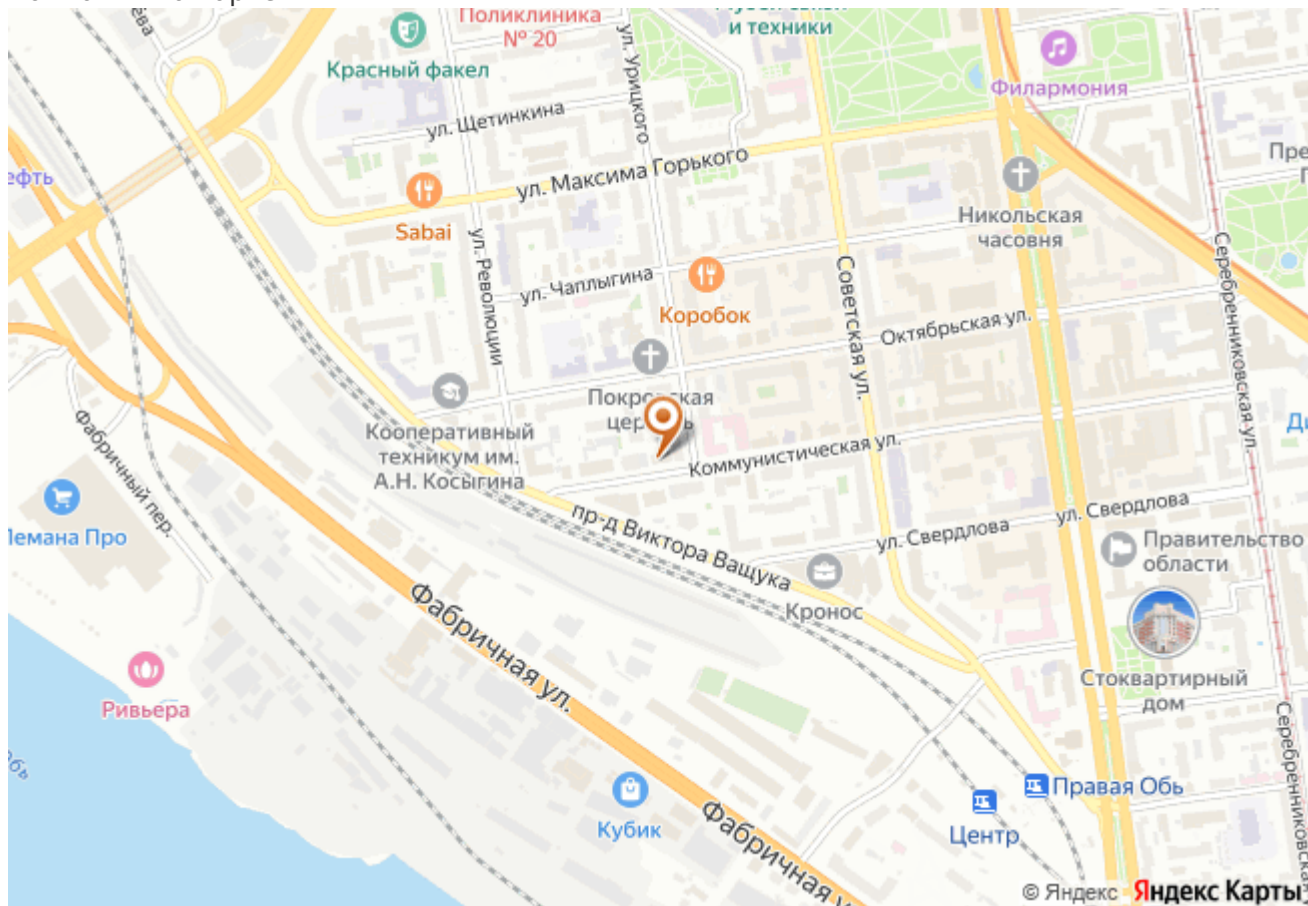 Поликлиника
№ 20
и техники
Красный факел
ул. Урицкого
Филармония
ул. Щетинкина
ул. Максима Горького
Sabai
Никольская
часовня
ул. Революции
ул. Чаплыгина
Коробок
Советская ул.
Октябрьская ул.
Серебренниковская ул.
Покровская
церковь
Кооперативный
техникум им.
А.Н. Косыгина
Коммунистическая ул.
Фабричный пер.
Лемана Про
пр-д Виктора Ващука
ул. Свердлова
ул. Свердлова
Правительство
области
Кронос
Фабричная ул.
Стоквартирный
дом
Ривьера
Правая Обь
Центр
Кубик
Фабричная у
Серебренниковская
© Яндекс Яндекс Карты